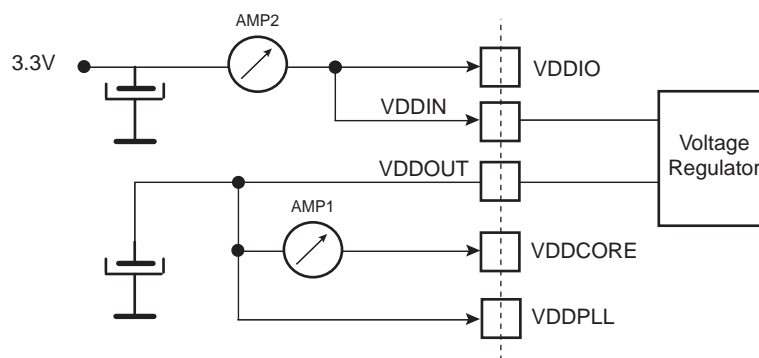 AMP2
3.3V
VDDIO
VDDIN
Voltage
Regulator
VDDOUT
AMP1
VDDCORE
VDDPLL